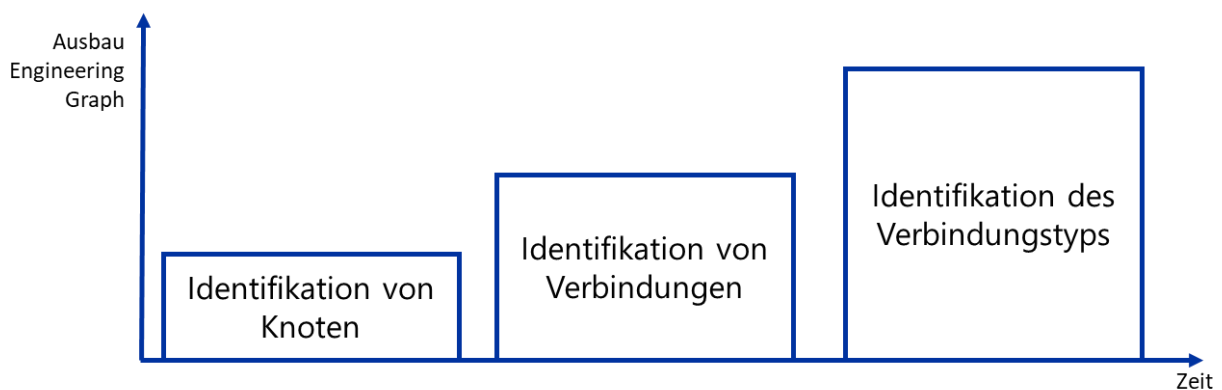 Ausbau
Engineering
Graph
Identifikation von
Knoten
Identifikation von
Verbindungen
Identifikation des
Verbindungstyps
Zeit